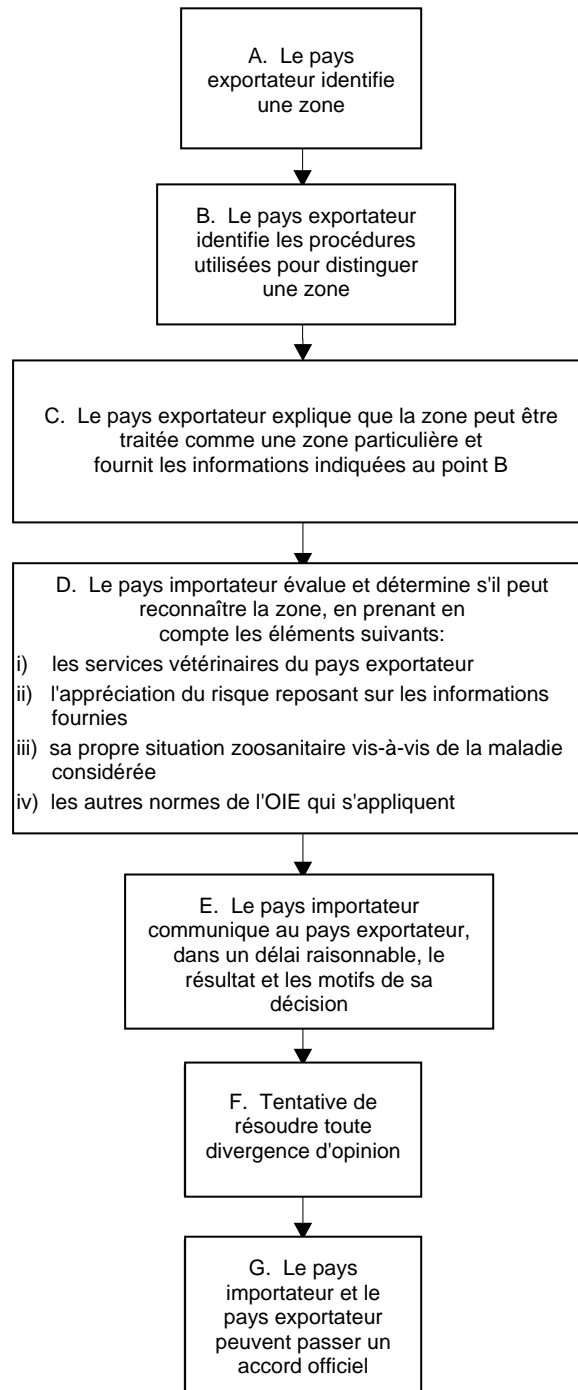 A. Le pays
exportateur identifie
une zone
B. Le pays exportateur
identifie les procédures
utilisées pour distinguer
une zone
C. Le pays exportateur explique que la zone peut être
traitée comme une zone particulière et
fournit les informations indiquées au point B
D. Le pays importateur évalue et détermine s'il peut
reconnaître la zone, en prenant en
compte les éléments suivants:
i) les services vétérinaires du pays exportateur
ii) l'appréciation du risque reposant sur les informations
fournies
iii) sa propre situation zoosanitaire vis-à-vis de la maladie
considérée
iv) les autres normes de l'OIE qui s'appliquent
E. Le pays importateur
communique au pays exportateur,
dans un délai raisonnable, le
résultat et les motifs de sa
décision
F. Tentative de
résoudre toute
divergence d'opinion
G. Le pays
importateur et le
pays exportateur
peuvent passer un
accord officiel